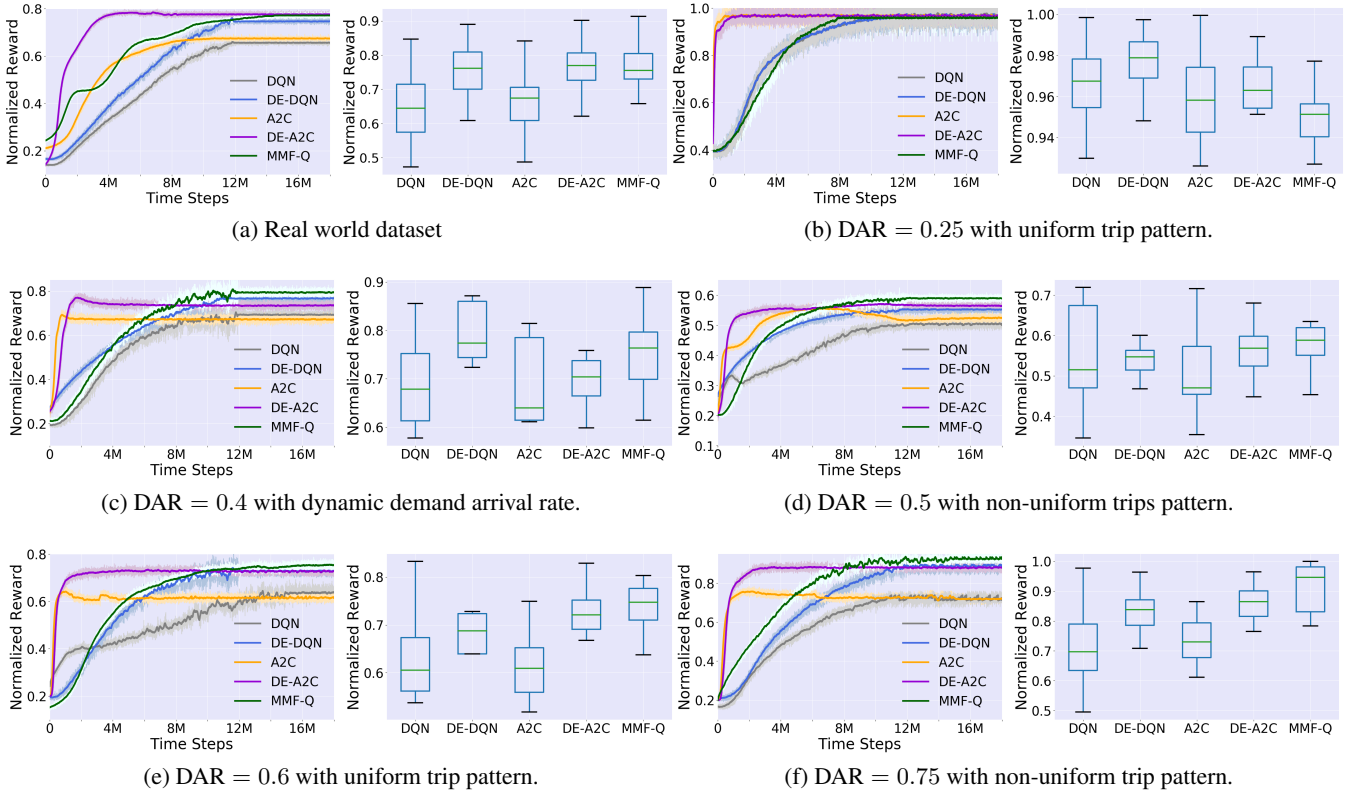 Normalized Reward
0.8
0.6
0.4
0.2
DQN
DE-DQN
A2C
DE-A2C
MMF-Q
0 4M 8M 12M 16M
Time Steps
Normalized Reward
0.9
0.8
0.7
0.6
0.5
DQN DE-DQN A2C DE-A2C MMF-Q
(a) Real world dataset
Normalized Reward
1.0
0.8
0.6
0.4
DQN
DE-DQN
A2C
DE-A2C
MMF-Q
0 4M 8M 12M 16M
Time Steps
Normalized Reward
1.00
0.98
0.96
0.94
DQN DE-DQN A2C DE-A2C MMF-Q
(b) DAR = 0.25 with uniform trip pattern.
Normalized Reward
0.8
0.6
0.4
0.2
DQN
DE-DQN
A2C
DE-A2C
MMF-Q
0 4M 8M 12M 16M
Time Steps
Normalized Reward
0.9
0.8
0.7
0.6
DQN DE-DQN A2C DE-A2C MMF-Q
(c) DAR = 0.4 with dynamic demand arrival rate.
Normalized Reward
0.6
0.5
0.4
0.3
0.2
0.1
DQN
DE-DQN
A2C
DE-A2C
MMF-Q
0 4M 8M 12M 16M
Time Steps
Normalized Reward
0.7
0.6
0.5
0.4
DQN DE-DQN A2C DE-A2C MMF-Q
(d) DAR = 0.5 with non-uniform trips pattern.
Normalized Reward
0.8
0.6
0.4
0.2
DQN
DE-DQN
A2C
DE-A2C
MMF-Q
0 4M 8M 12M 16M
Time Steps
Normalized Reward
0.8
0.7
0.6
DQN DE-DQN A2C DE-A2C MMF-Q
(e) DAR = 0.6 with uniform trip pattern.
Normalized Reward
0.8
0.6
0.4
0.2
DQN
DE-DQN
A2C
DE-A2C
MMF-Q
0 4M 8M 12M 16M
Time Steps
Normalized Reward
1.0
0.9
0.8
0.7
0.6
0.5
DQN DE-DQN A2C DE-A2C MMF-Q
(f) DAR = 0.75 with non-uniform trip pattern.